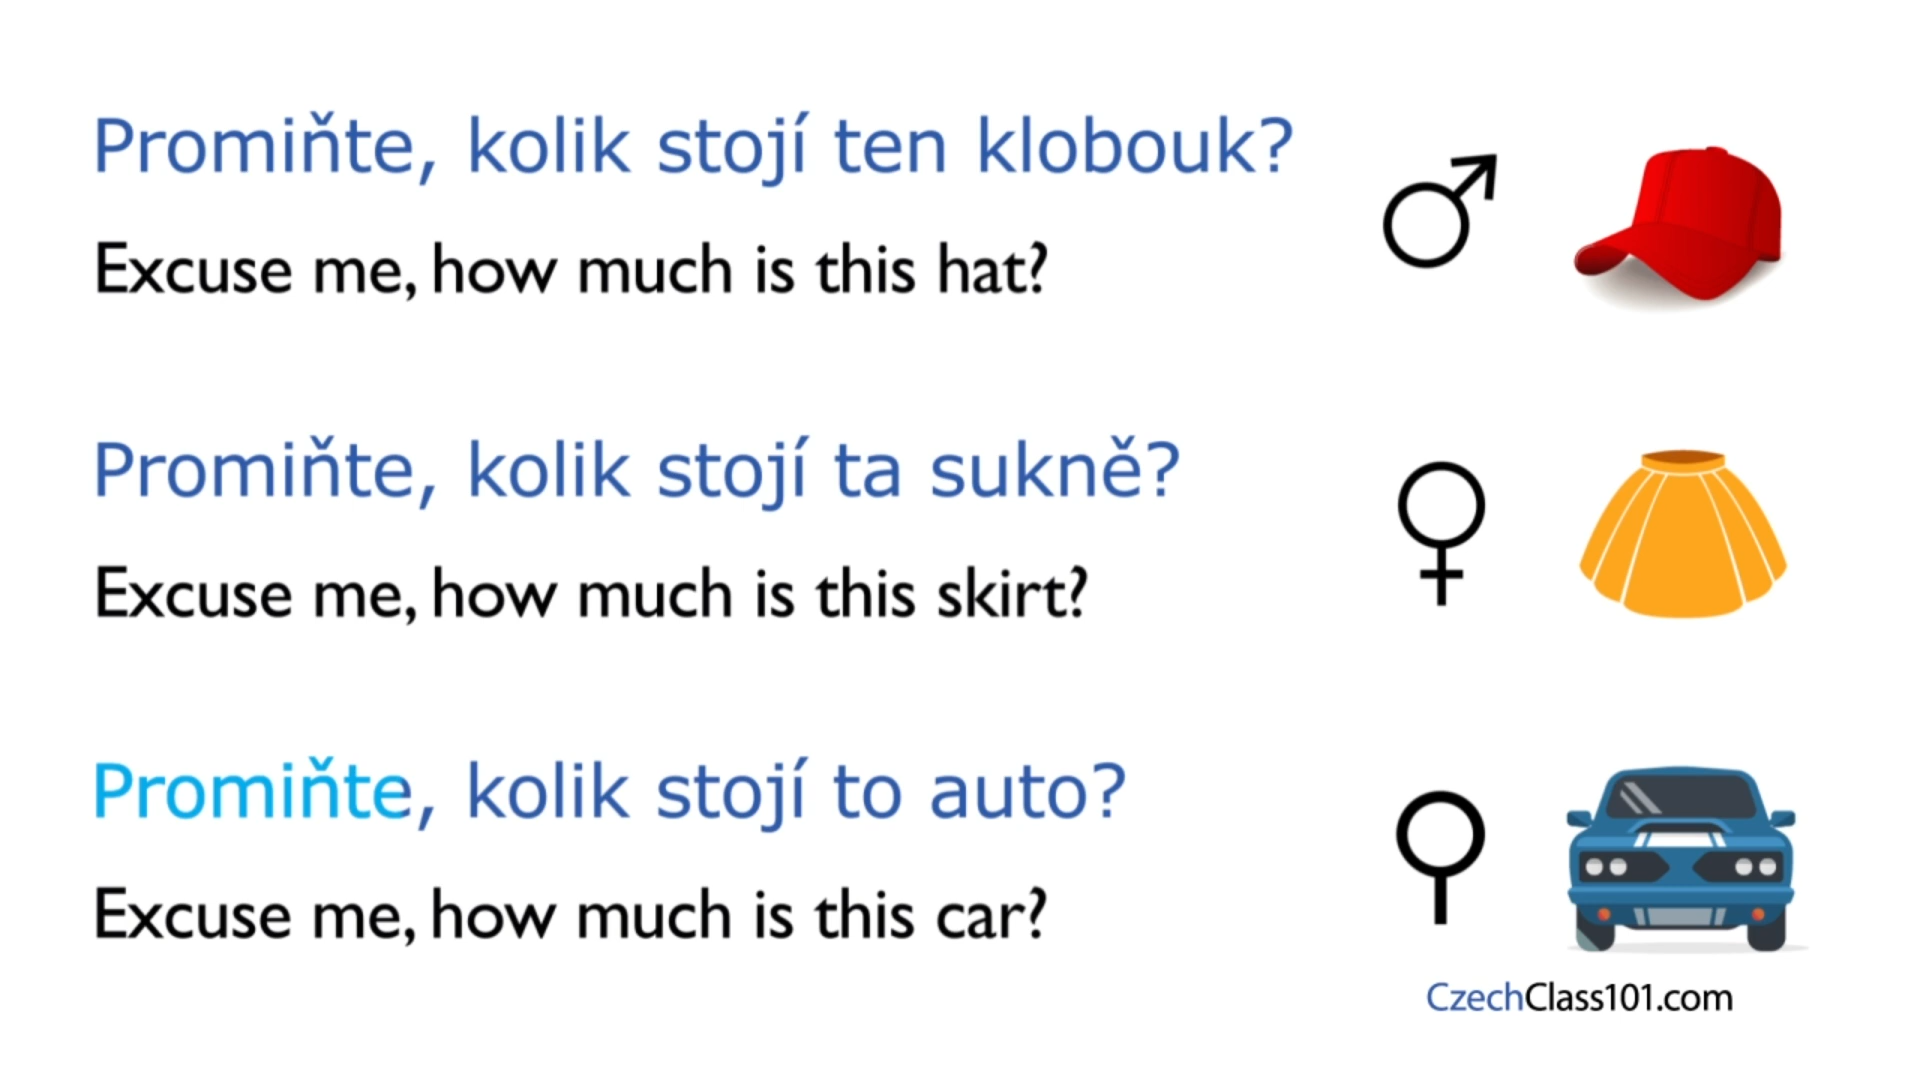 Promiňte, kolik stojí ten klobouk?
Excuse me, how much is this hat?
Promiňte, kolik stojí ta sukně?
Excuse me, how much is this skirt?
Promiňte, kolik stojí to auto?
Excuse me, how much is this car?
CzechClass101.com